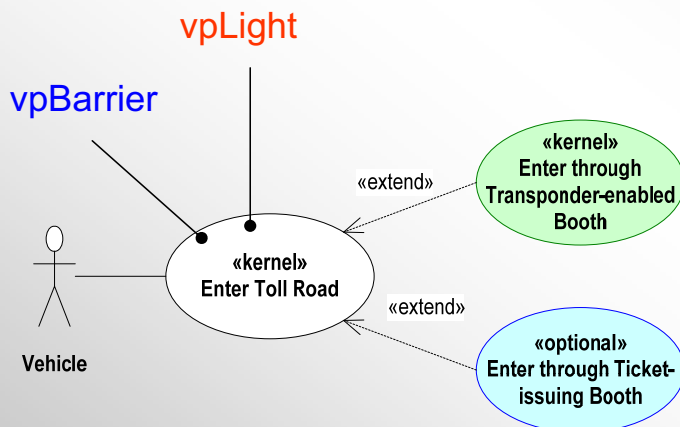 vpLight
vpBarrier
«kernel»
Enter through
Transponder-enabled
Booth
«extend»
«kernel»
Enter Toll Road
«extend»
Vehicle
«optional»
Enter through Ticket-
issuing Booth